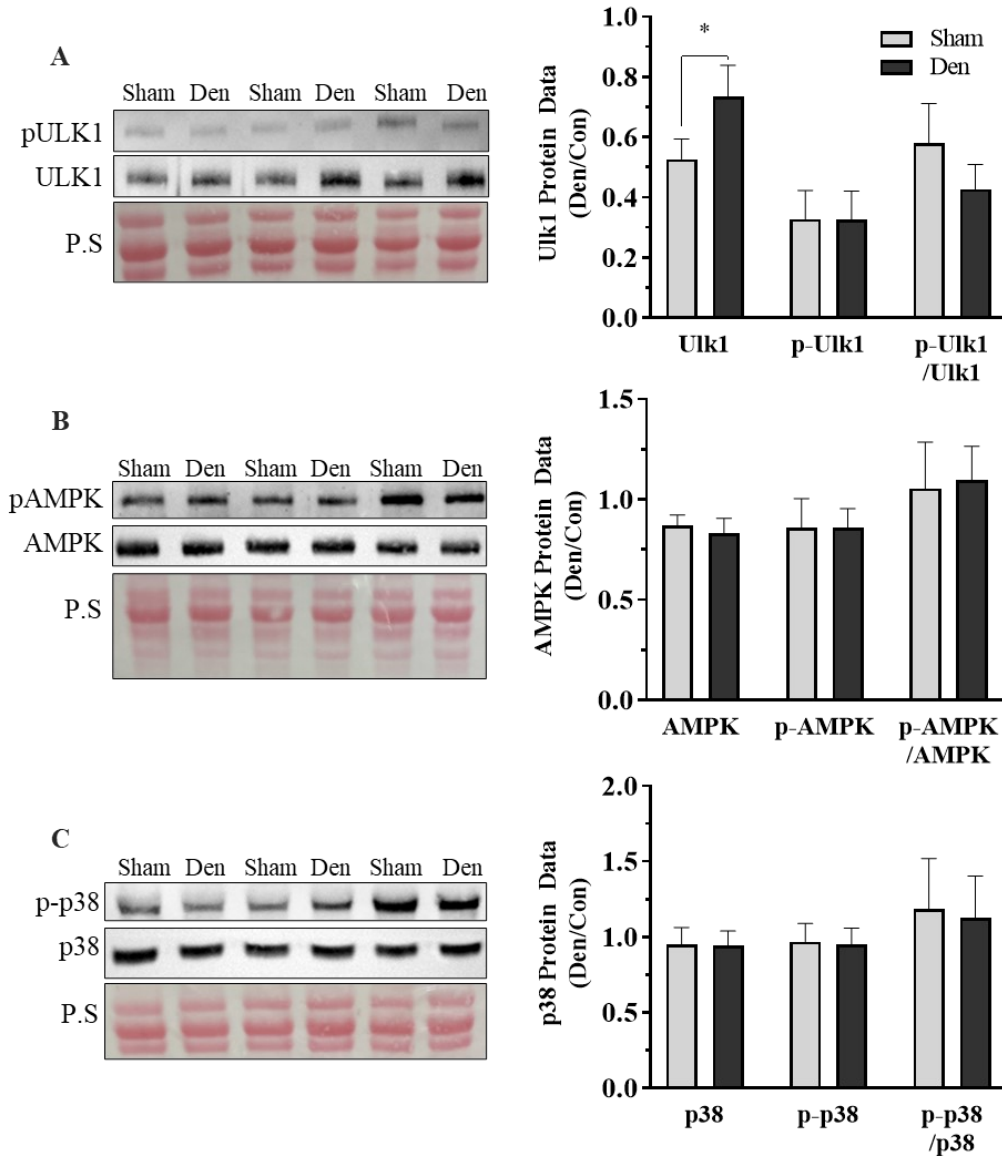 A
Sham Den Sham Den Sham Den
pULK1
ULK1
P.S
Ulk1 Protein Data
(Den/Con)
1.0
0.8
0.6
0.4
0.2
0.0
*
Sham
Den
Ulk1
p-Ulk1
p-Ulk1
/Ulk1
B
Sham Den Sham Den Sham Den
pAMPK
AMPK
P.S
AMPK Protein Data
(Den/Con)
1.5
1.0
0.5
0.0
AMPK
p-AMPK
p-AMPK
/AMPK
C
Sham Den Sham Den Sham Den
p-p38
p38
P.S
p38 Protein Data
(Den/Con)
2.0
1.5
1.0
0.5
0.0
p38
p-p38
p-p38
/p38